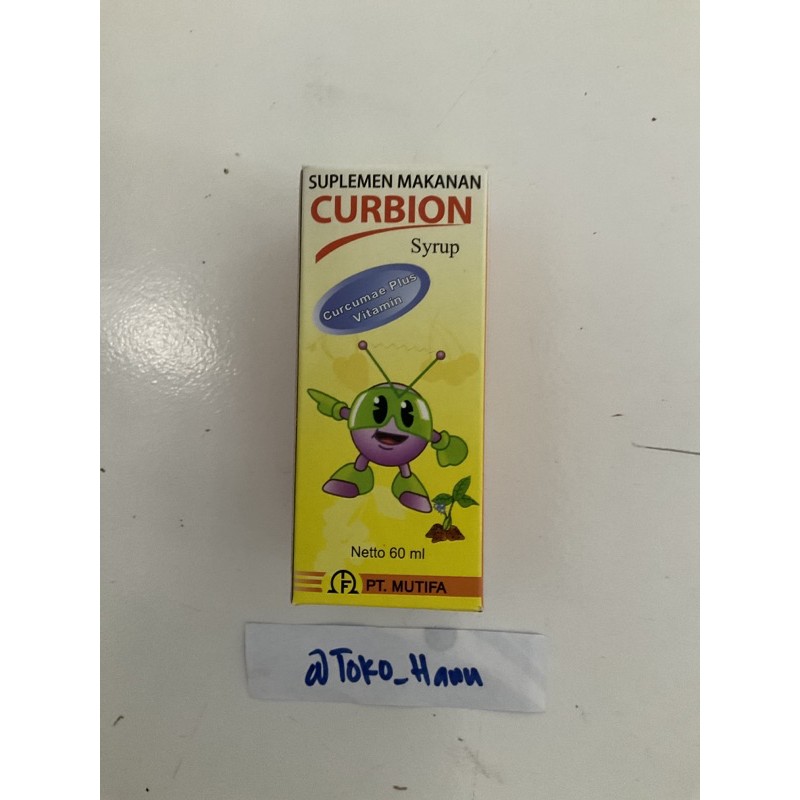 SUPLEMEN MAKANAN
CURBION
Syrup
Curcumae Plus
Vitamin
Netto 60 ml
PT. MUTIFA
@Toko_Hanu